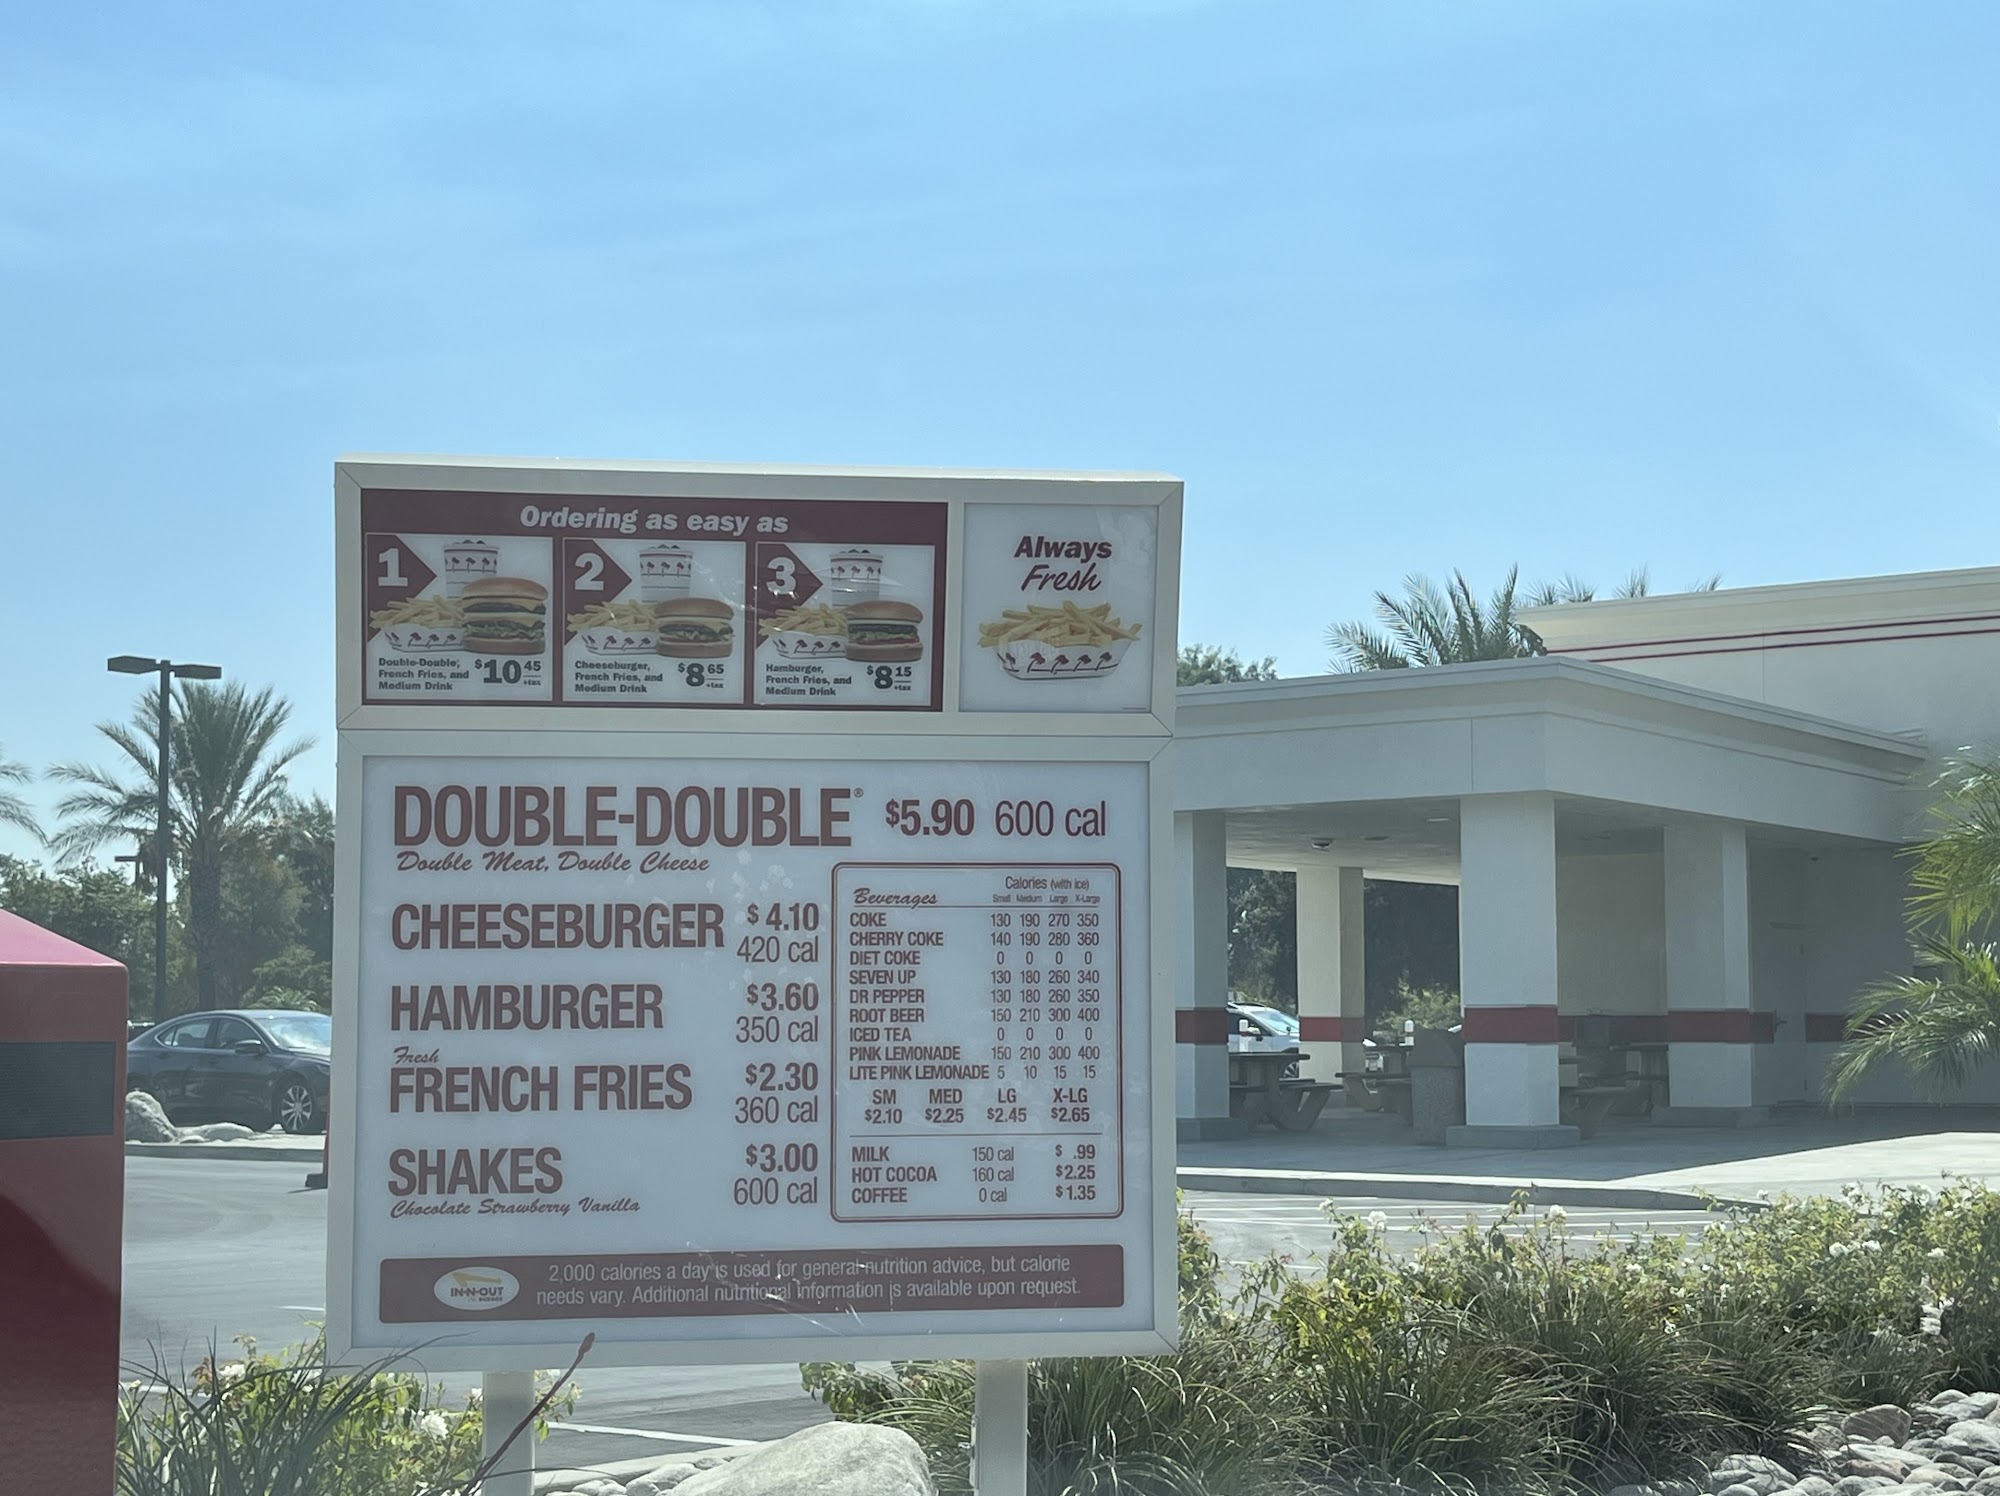 Ordering as easy as
1
Double-Double,
French Fries, and
Medium Drink
$10 45
+tax
2
Cheeseburger,
French Fries, and
Medium Drink
$8 65
+tax
3
Hamburger,
French Fries, and
Medium Drink
$8 15
+tax
Always
Fresh
DOUBLE-DOUBLE® $5.90 600 cal
Double Meat, Double Cheese
CHEESEBURGER $4.10
420 cal
HAMBURGER $3.60
350 cal
Fresh
FRENCH FRIES $2.30
360 cal
SHAKES $3.00
600 cal
Chocolate Strawberry Vanilla
Calories (with ice)
Beverages Small Medium Large X-Large
COKE 130 190 270 350
CHERRY COKE 140 190 280 360
DIET COKE 0 0 0 0
SEVEN UP 130 180 260 340
DR PEPPER 130 180 260 350
ROOT BEER 150 210 300 400
ICED TEA 0 0 0 0
PINK LEMONADE 150 210 300 400
LITE PINK LEMONADE 5 10 15 15
SM MED LG X-LG
$2.10 $2.25 $2.45 $2.65
MILK 150 cal $ .99
HOT COCOA 160 cal $2.25
COFFEE 0 cal $1.35
IN-N-OUT
BURGER
2,000 calories a day is used for general nutrition advice, but calorie
needs vary. Additional nutritional information is available upon request.